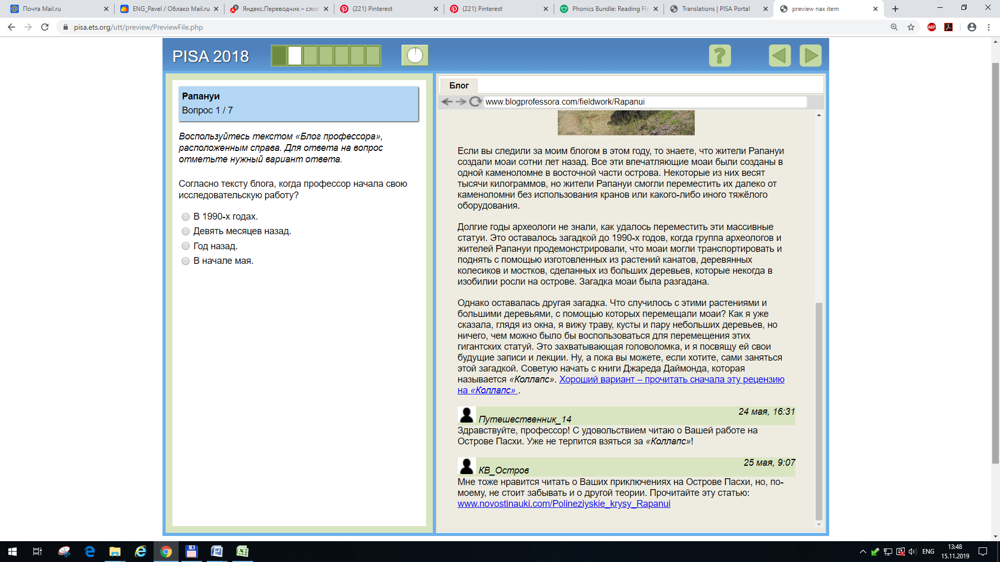 Почта Mail.ru
ENG_Pavel / Облако Mail.ru
Яндекс.Переводчик – слов
(221) Pinterest
(221) Pinterest
Phonics Bundle: Reading Flu
Translations | PISA Portal
preview nax item
pisa.ets.org/utt/preview/PreviewFile.php
ABP
PISA 2018
?
Рапануи
Вопрос 1 / 7
Воспользуйтесь текстом «Блог профессора»,
расположенным справа. Для ответа на вопрос
отметьте нужный вариант ответа.
Согласно тексту блога, когда профессор начала свою
исследовательскую работу?
В 1990-х годах.
Девять месяцев назад.
Год назад.
В начале мая.
Блог
www.blogprofessora.com/fieldwork/Rapanui
Если вы следили за моим блогом в этом году, то знаете, что жители Рапануи
создали моаи сотни лет назад. Все эти впечатляющие моаи были созданы в
одной каменоломне в восточной части острова. Некоторые из них весят
тысячи килограммов, но жители Рапануи смогли переместить их далеко от
каменоломни без использования кранов или какого-либо иного тяжёлого
оборудования.
Долгие годы археологи не знали, как удалось переместить эти массивные
статуи. Это оставалось загадкой до 1990-х годов, когда группа археологов и
жителей Рапануи продемонстрировали, что моаи могли транспортировать и
поднять с помощью изготовленных из растений канатов, деревянных
колесиков и мостков, сделанных из больших деревьев, которые некогда в
изобилии росли на острове. Загадка моаи была разгадана.
Однако оставалась другая загадка. Что случилось с этими растениями и
большими деревьями, с помощью которых перемещали моаи? Как я уже
сказала, глядя из окна, я вижу траву, кусты и пару небольших деревьев, но
ничего, чем можно было бы воспользоваться для перемещения этих
гигантских статуй. Это захватывающая головоломка, и я посвящу ей свои
будущие записи и лекции. Ну, а пока вы можете, если хотите, сами заняться
этой загадкой. Советую начать с книги Джареда Даймонда, которая
называется «Коллапс». Хороший вариант – прочитать сначала эту рецензию
на «Коллапс» .
24 мая, 16:31
Путешественник_14
Здравствуйте, профессор! С удовольствием читаю о Вашей работе на
Острове Пасхи. Уже не терпится взяться за «Коллапс»!
25 мая, 9:07
КВ_Остров
Мне тоже нравится читать о Ваших приключениях на Острове Пасхи, но, по-
моему, не стоит забывать и о другой теории. Прочитайте эту статью:
www.novostinauki.com/Polineziyskie_krysy_Rapanui
ENG
13:48
15.11.2019